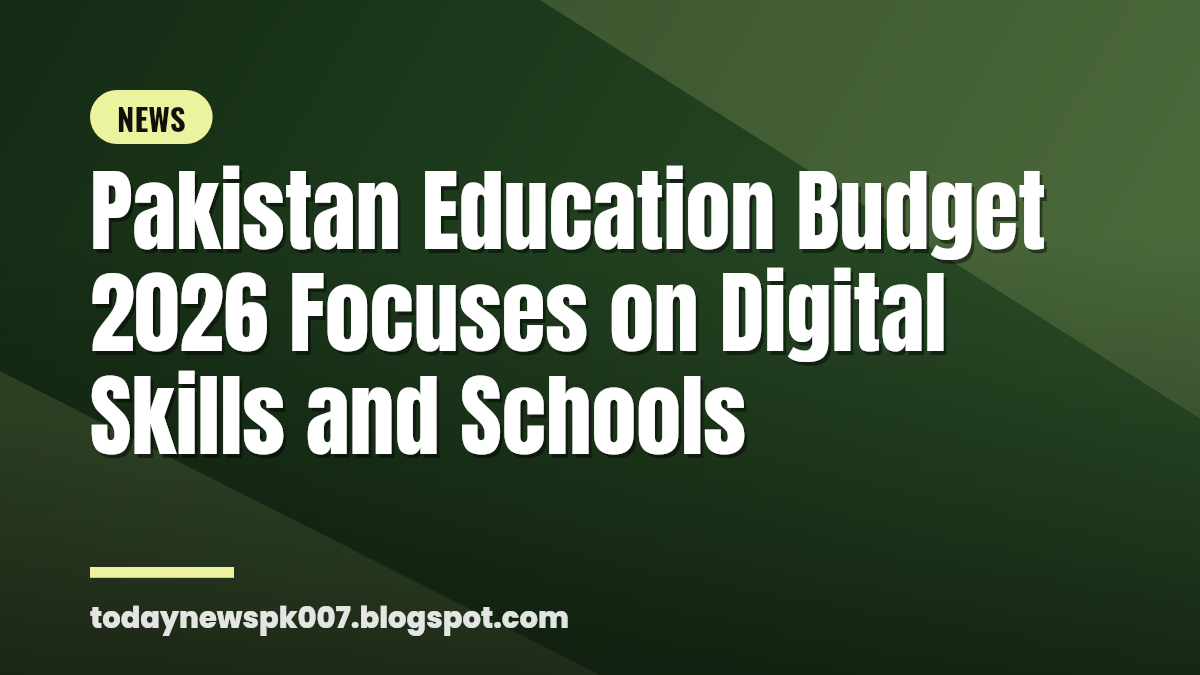 NEWS
Pakistan Education Budget
2026 Focuses on Digital
Skills and Schools
todaynewspk007.blogspot.com